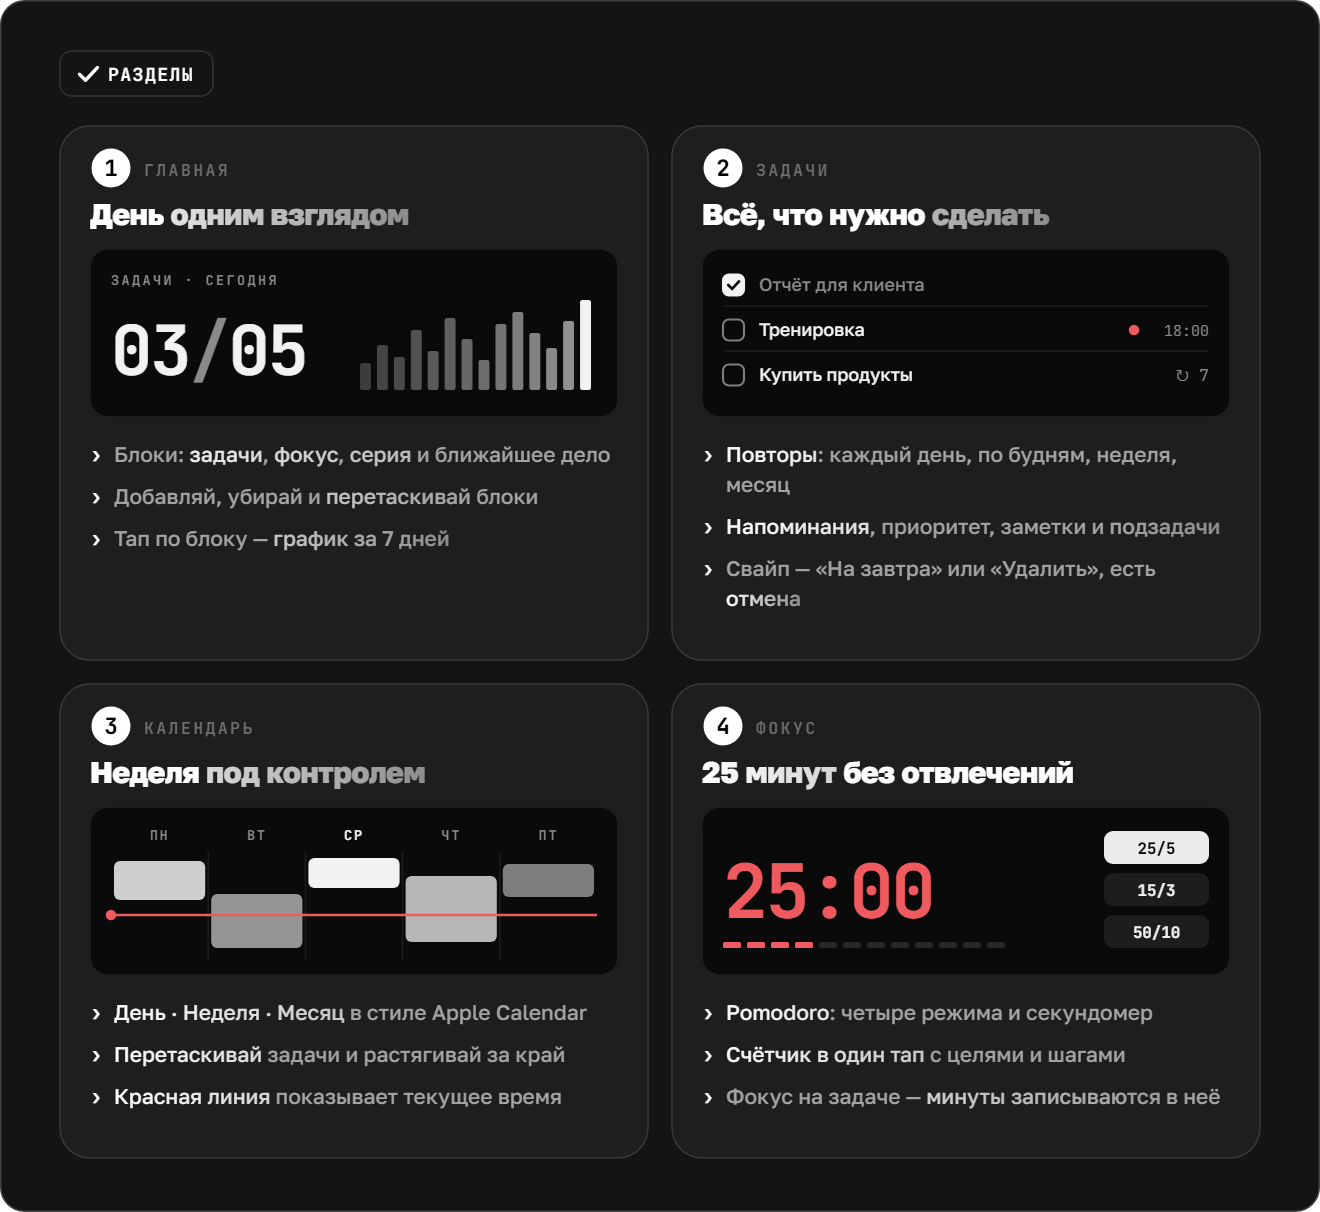 РАЗДЕЛЫ
1 ГЛАВНАЯ
День одним взглядом
ЗАДАЧИ · СЕГОДНЯ
03/05
› Блоки: задачи, фокус, серия и ближайшее дело
› Добавляй, убирай и перетаскивай блоки
› Тап по блоку — график за 7 дней
2 ЗАДАЧИ
Всё, что нужно сделать
Отчёт для клиента
Тренировка 18:00
Купить продукты ↻ 7
› Повторы: каждый день, по будням, неделя,
месяц
› Напоминания, приоритет, заметки и подзадачи
› Свайп — «На завтра» или «Удалить», есть
отмена
3 КАЛЕНДАРЬ
Неделя под контролем
ПН ВТ СР ЧТ ПТ
› День · Неделя · Месяц в стиле Apple Calendar
› Перетаскивай задачи и растягивай за край
› Красная линия показывает текущее время
4 ФОКУС
25 минут без отвлечений
25:00
25/5
15/3
50/10
› Pomodoro: четыре режима и секундомер
› Счётчик в один тап с целями и шагами
› Фокус на задаче — минуты записываются в неё